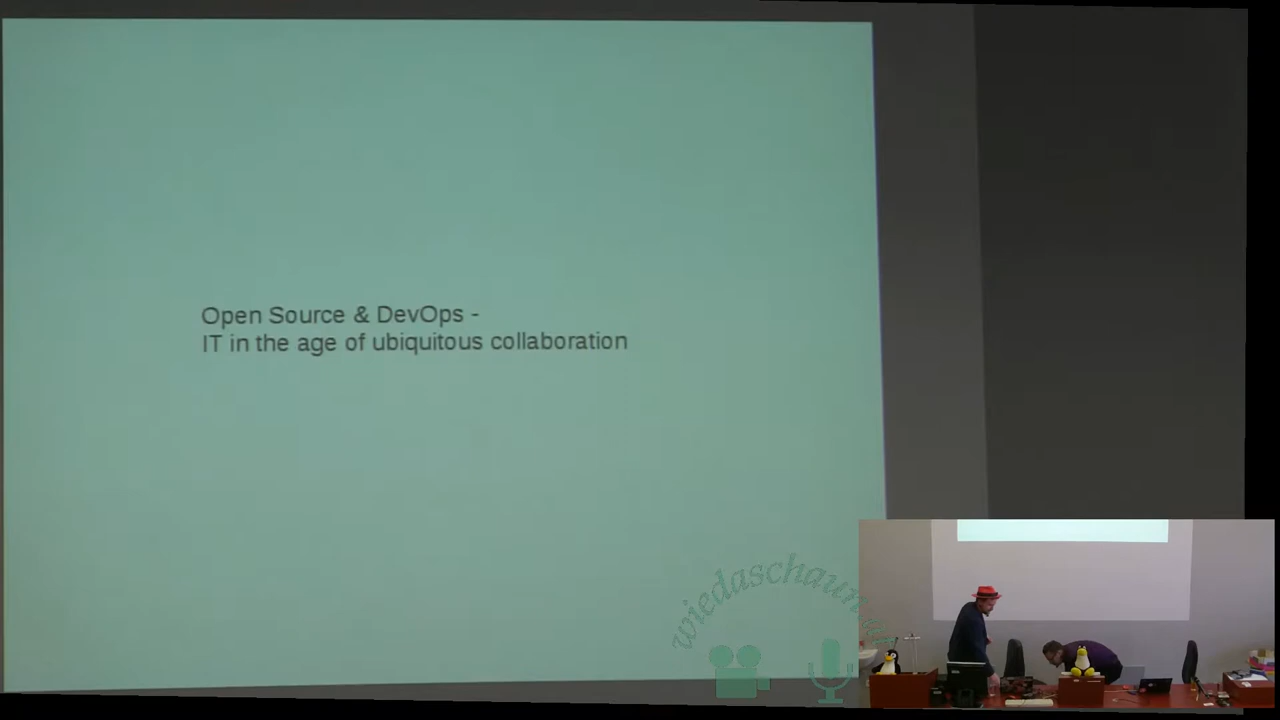 Open Source & DevOps -
IT in the age of ubiquitous collaboration